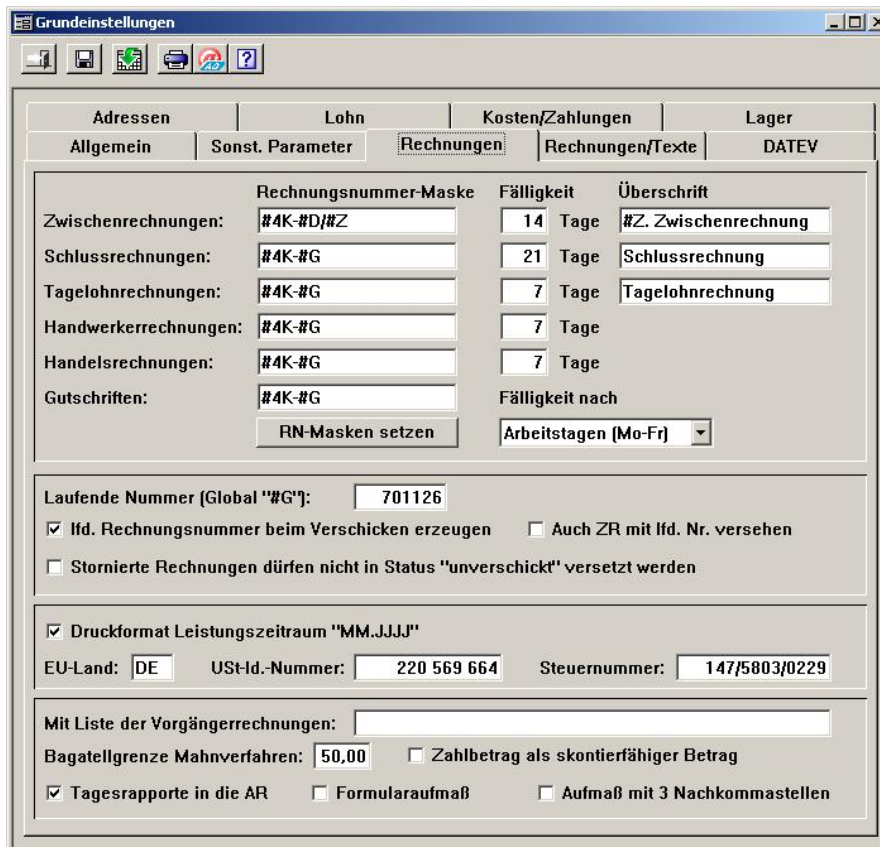 Grundeinstellungen
Adressen Lohn Kosten/Zahlungen Lager
Allgemein Sonst. Parameter Rechnungen Rechnungen/Texte DATEV
Rechnungsnummer-Maske Fälligkeit Überschrift
Zwischenrechnungen: #4K-#D/#Z 14 Tage #Z. Zwischenrechnung
Schlussrechnungen: #4K-#G 21 Tage Schlussrechnung
Tagelohnrechnungen: #4K-#G 7 Tage Tagelohnrechnung
Handwerkerrechnungen: #4K-#G 7 Tage
Handelsrechnungen: #4K-#G 7 Tage
Gutschriften: #4K-#G Fälligkeit nach
RN-Masken setzen Arbeitstagen (Mo-Fr)
Laufende Nummer (Global "#G"): 701126
lfd. Rechnungsnummer beim Verschicken erzeugen Auch ZR mit lfd. Nr. versehen
Stornierte Rechnungen dürfen nicht in Status "unverschickt" versetzt werden
Druckformat Leistungszeitraum "MM.JJJJ"
EU-Land: DE USt-Id.-Nummer: 220 569 664 Steuernummer: 147/5803/0229
Mit Liste der Vorgängerrechnungen:
Bagatellgrenze Mahnverfahren: 50,00 Zahlbetrag als skontierfähiger Betrag
Tagesrapporte in die AR Formularaufmaß Aufmaß mit 3 Nachkommastellen